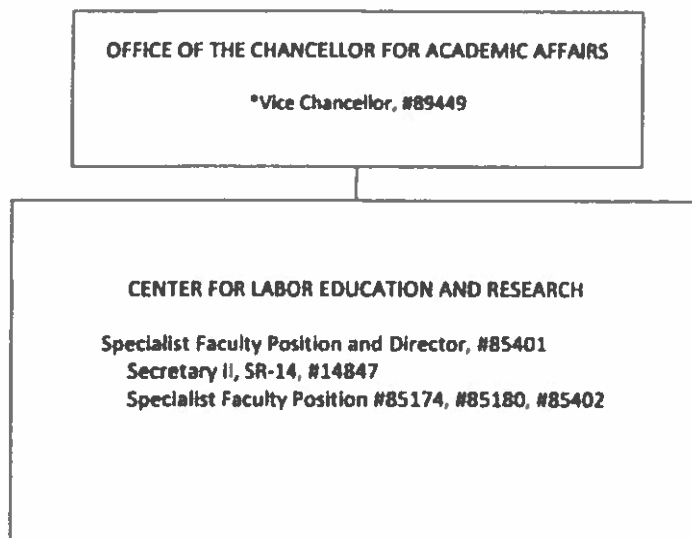 OFFICE OF THE CHANCELLOR FOR ACADEMIC AFFAIRS
*Vice Chancellor, #89449
CENTER FOR LABOR EDUCATION AND RESEARCH
Specialist Faculty Position and Director, #85401
Secretary II, SR-14, #14847
Specialist Faculty Position #85174, #85180, #85402